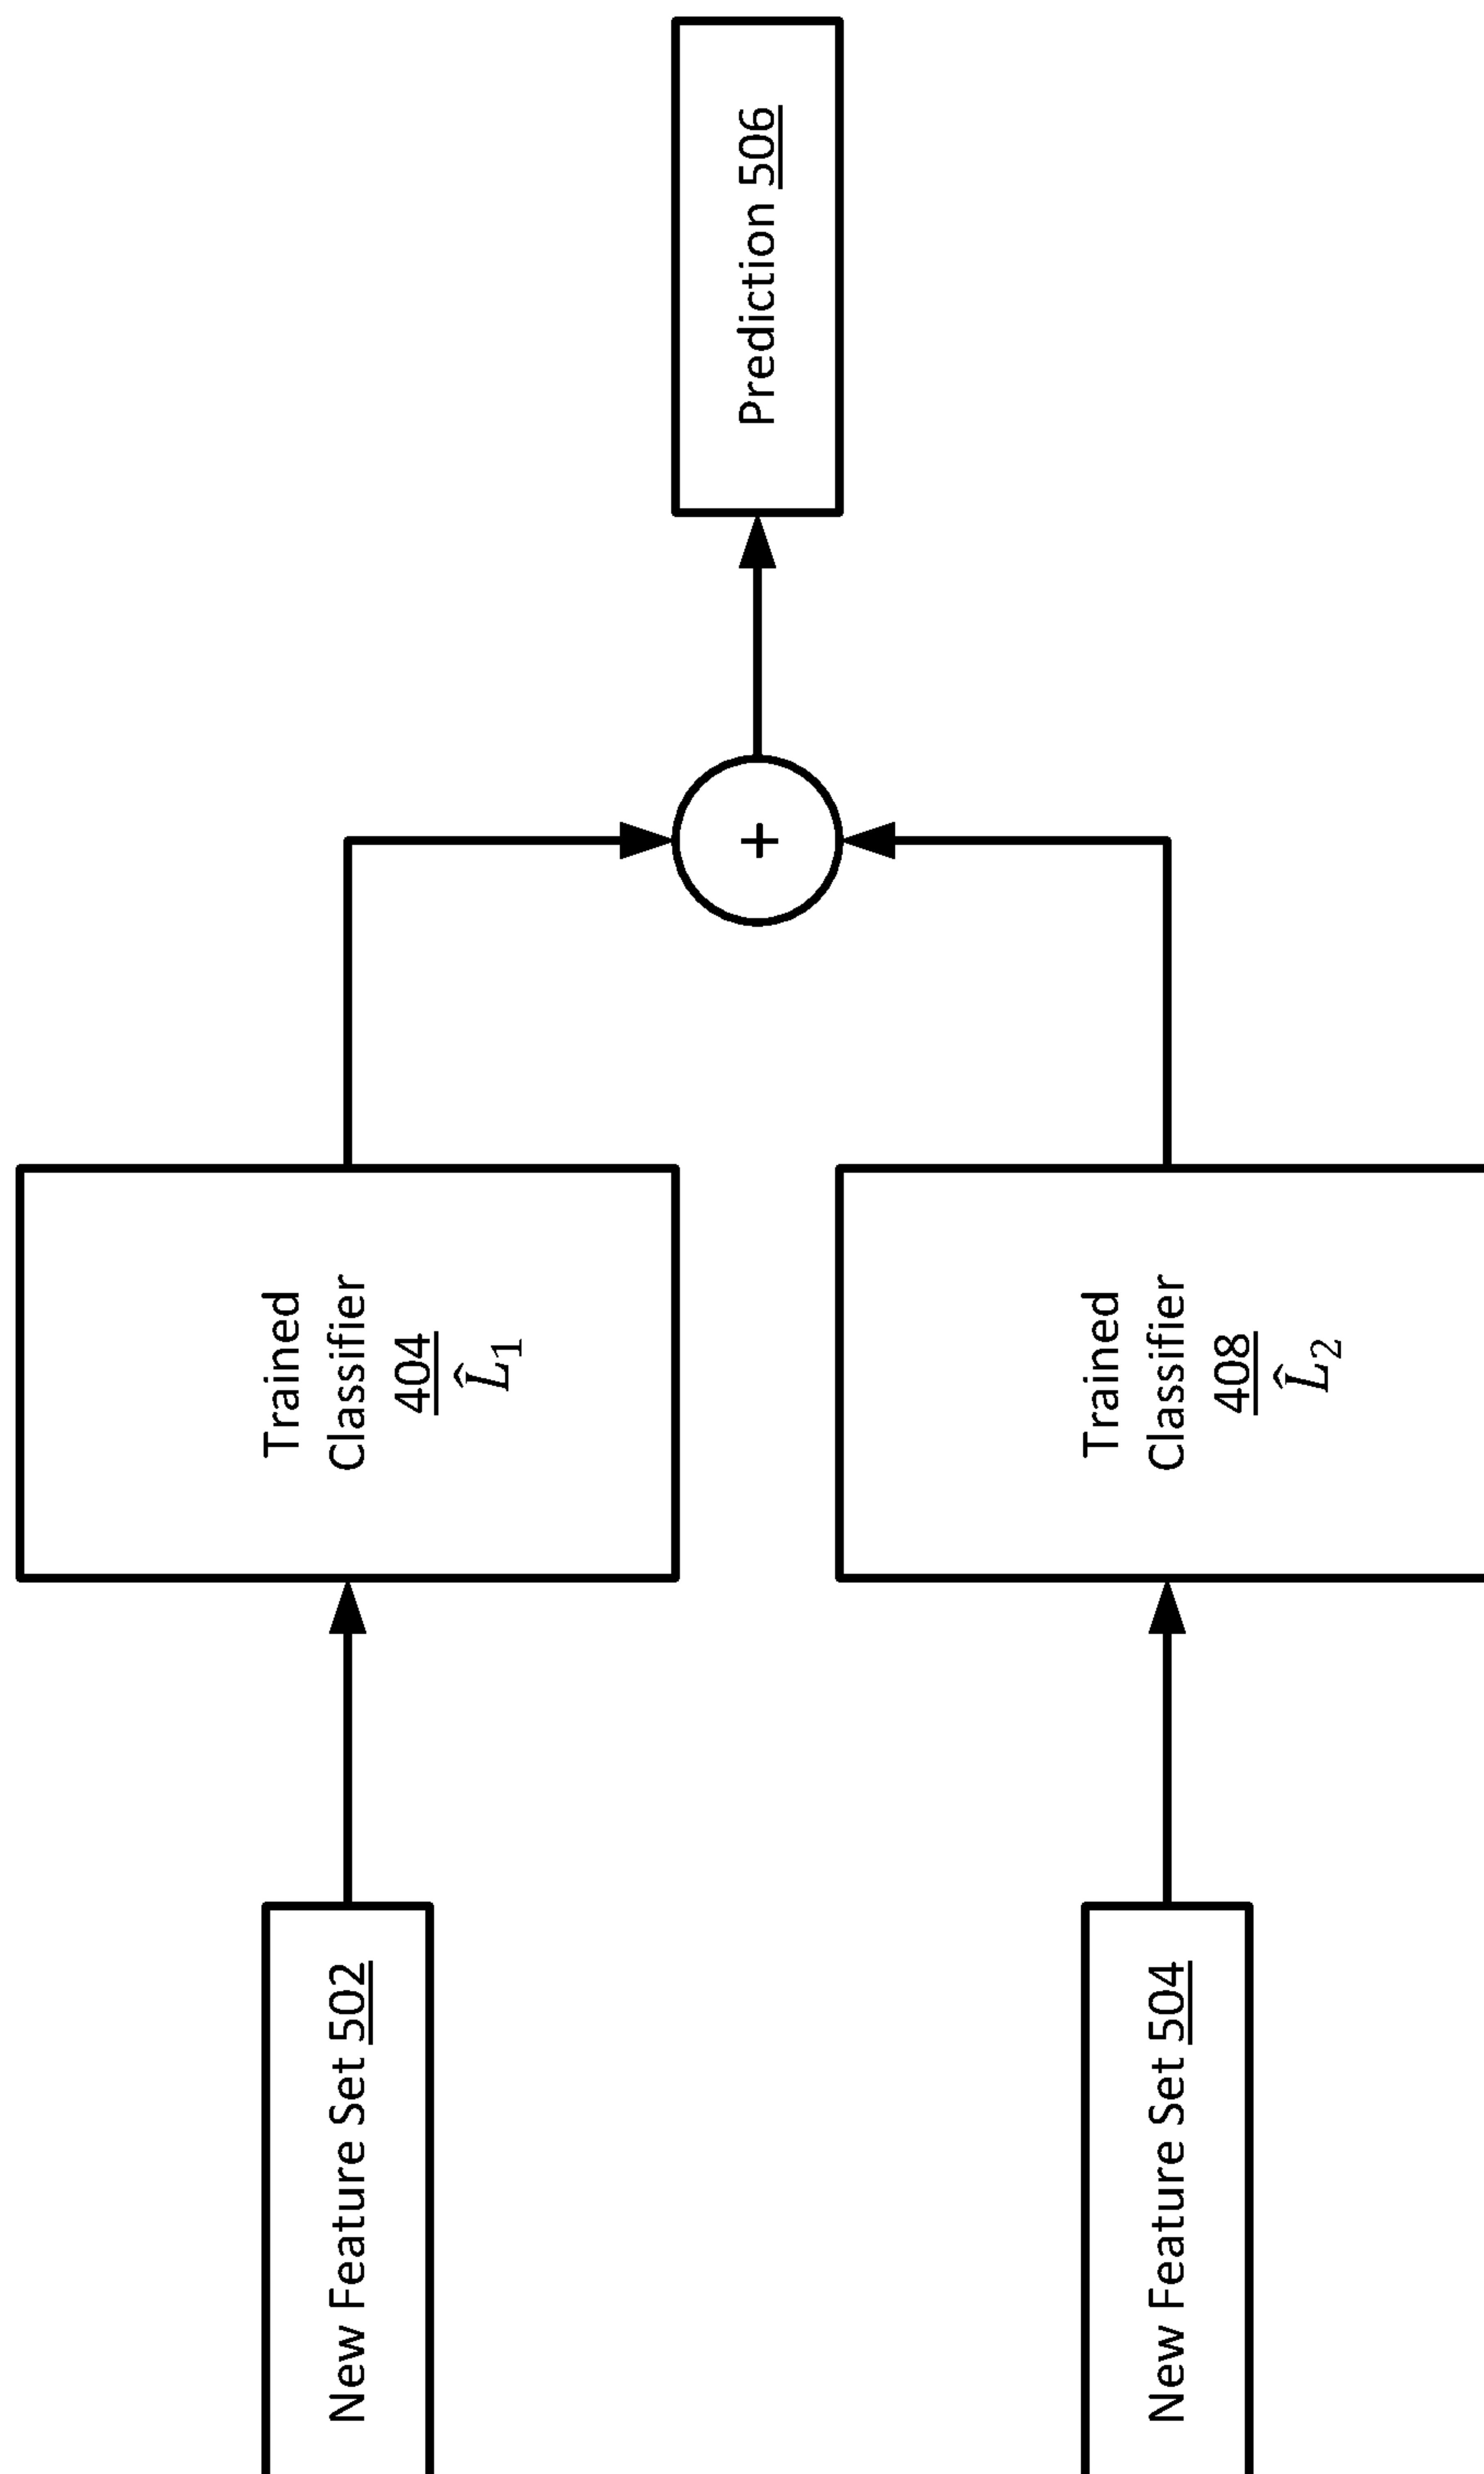 New Feature Set 502
Trained
Classifier
404
L̂1
+
Prediction 506
New Feature Set 504
Trained
Classifier
408
L̂2